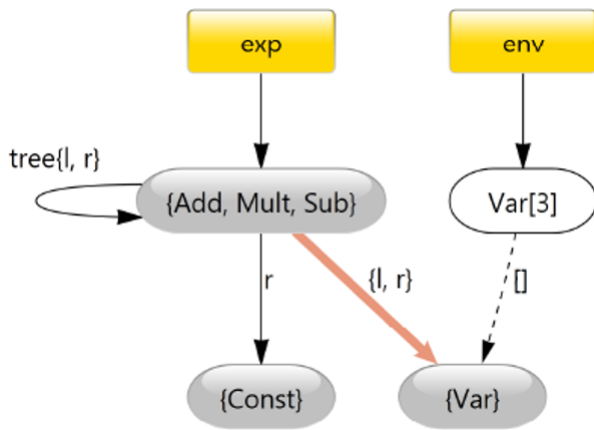 exp
env
tree{l, r}
{Add, Mult, Sub}
Var[3]
r
{l, r}
[]
{Const}
{Var}